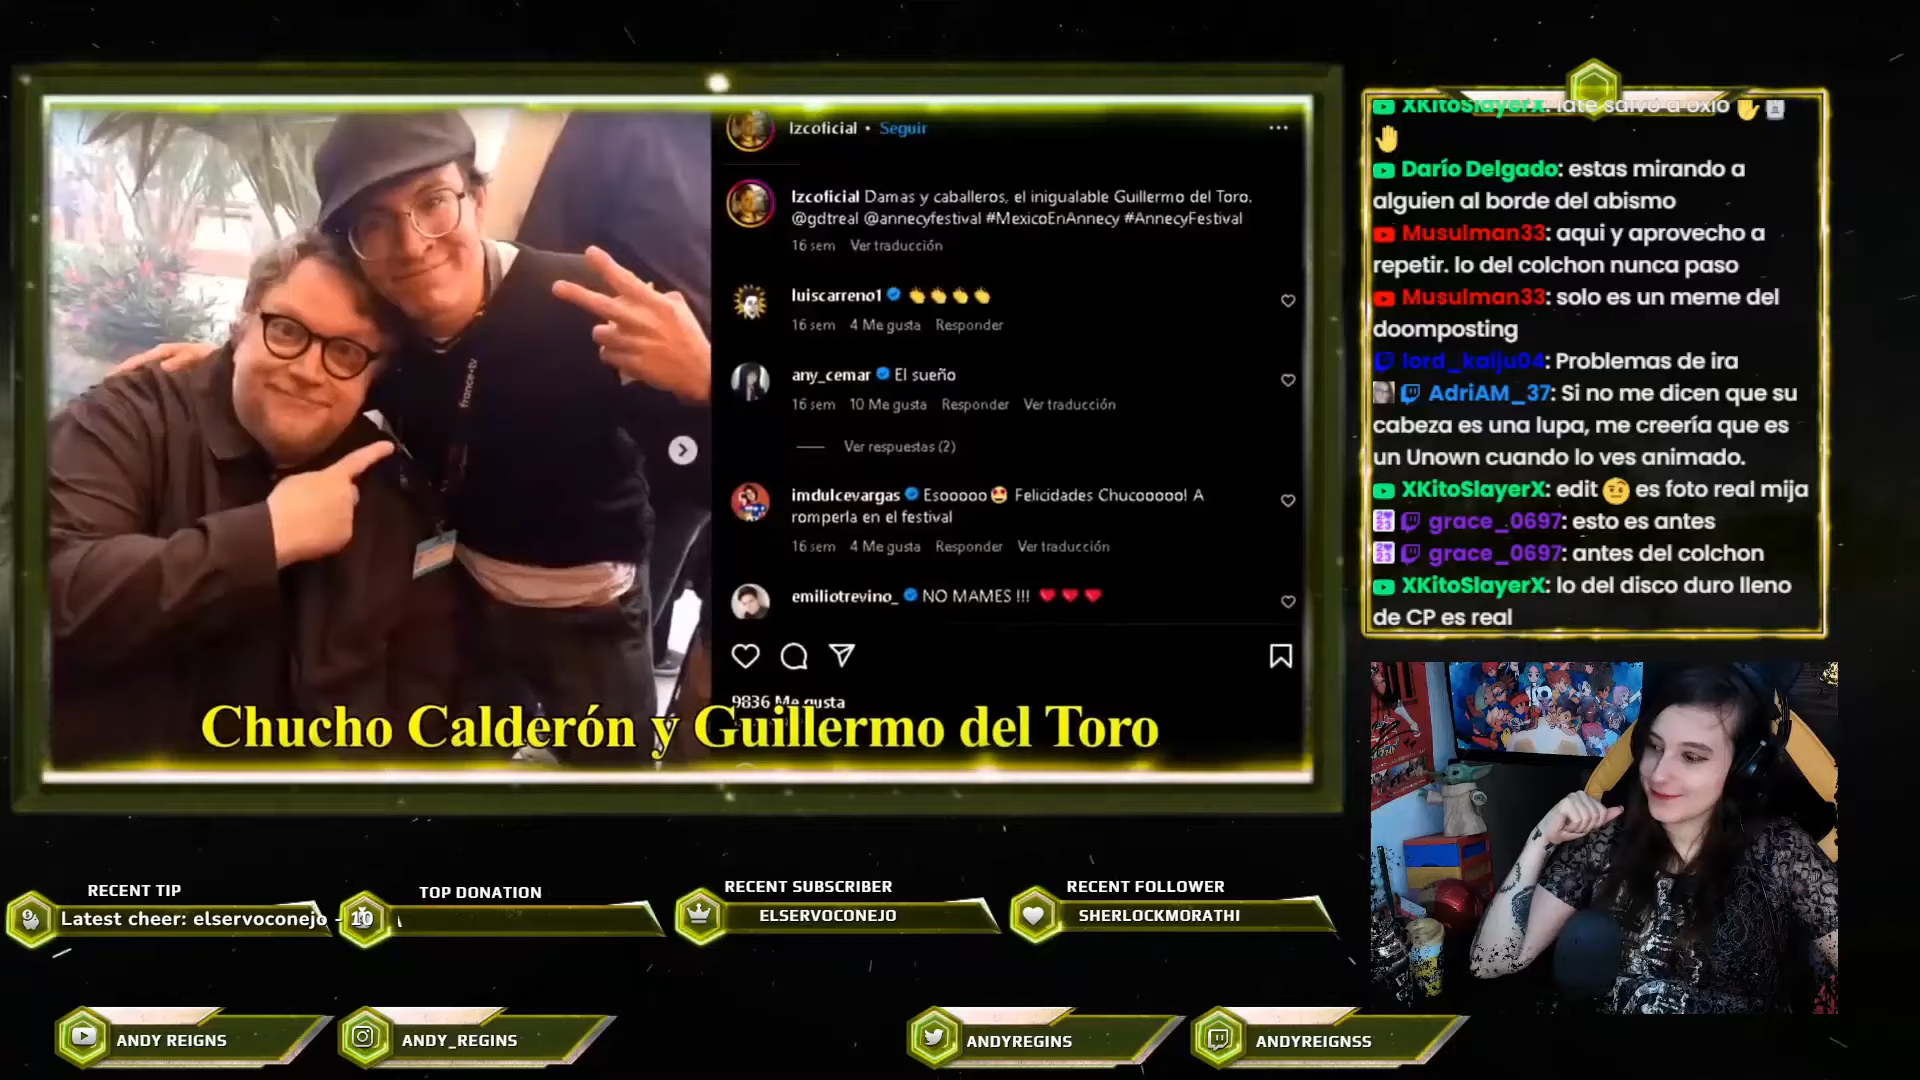 lzcoficial • Seguir
lzcoficial Damas y caballeros, el inigualable Guillermo del Toro.
@gdtreal @annecyfestival #MexicoEnAnnecy #AnnecyFestival
16 sem Ver traducción
luiscarreno1 👏👏👏👏
16 sem 4 Me gusta Responder
any_cemar El sueño
16 sem 10 Me gusta Responder Ver traducción
Ver respuestas (2)
imdulcevargas Esooooo 🤩 Felicidades Chucooooo! A
romperla en el festival
16 sem 4 Me gusta Responder Ver traducción
emiliotrevino_ NO MAMES !!! ❤️❤️❤️
9836 Me gusta
france•tv
Chucho Calderón y Guillermo del Toro
XKitoSlayerX: late salvó a oxlo
Darío Delgado: estas mirando a
alguien al borde del abismo
Musulman33: aqui y aprovecho a
repetir. lo del colchon nunca paso
Musulman33: solo es un meme del
doomposting
lord_kaiju04: Problemas de ira
AdriAM_37: Si no me dicen que su
cabeza es una lupa, me creería que es
un Unown cuando lo ves animado.
XKitoSlayerX: edit 🤨 es foto real mija
grace_0697: esto es antes
grace_0697: antes del colchon
XKitoSlayerX: lo del disco duro lleno
de CP es real
RECENT TIP
Latest cheer: elservoconejo - 10
TOP DONATION
RECENT SUBSCRIBER
ELSERVOCONEJO
RECENT FOLLOWER
SHERLOCKMORATHI
ANDY REIGNS
ANDY_REGINS
ANDYREGINS
ANDYREIGNSS